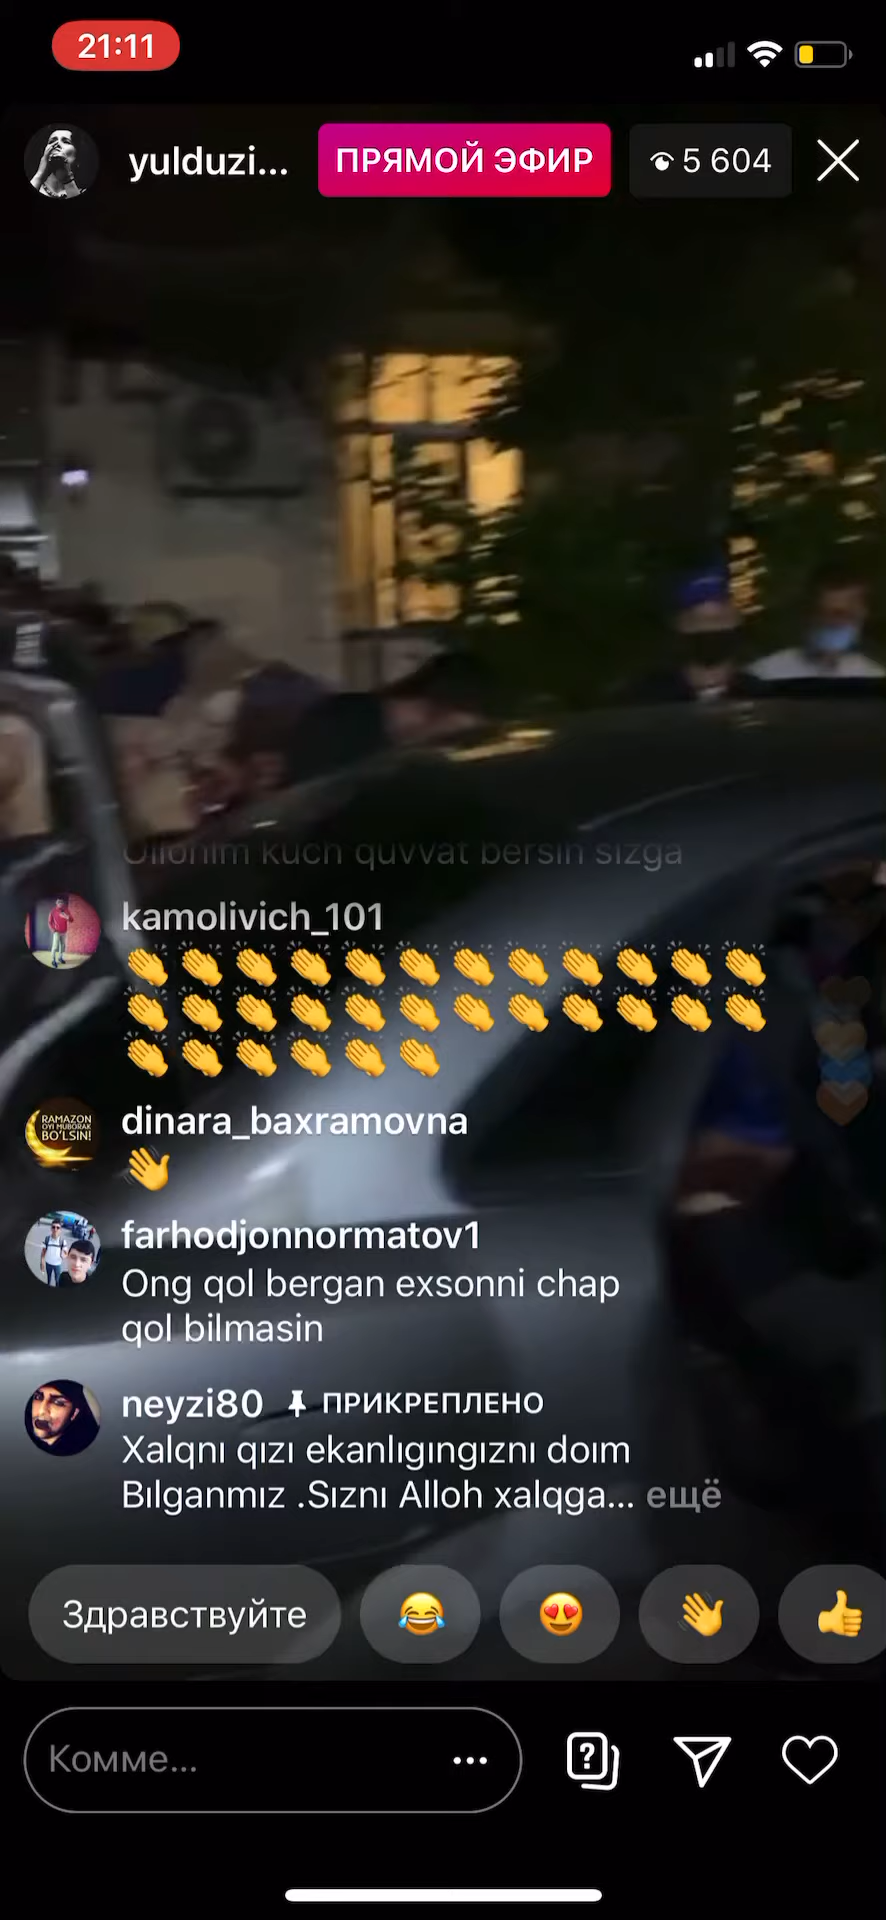 21:11
yulduzi... ПРЯМОЙ ЭФИР 5 604
Ollohim kuch quvvat bersin sizga
kamolivich_101
👏👏👏👏👏👏👏👏👏👏👏👏
👏👏👏👏👏👏👏👏👏👏👏👏
👏👏👏👏👏👏
RAMAZON
OYI MUBORAK
BO'LSIN!
dinara_baxramovna
👋
farhodjonnormatov1
Ong qol bergan exsonni chap
qol bilmasin
neyzi80 ПРИКРЕПЛЕНО
Xalqnı qızı ekanlıgıngıznı doım
Bılganmız .Sıznı Alloh xalqga... ещё
Здравствуйте 😂 😍 👋 👍
Комме...